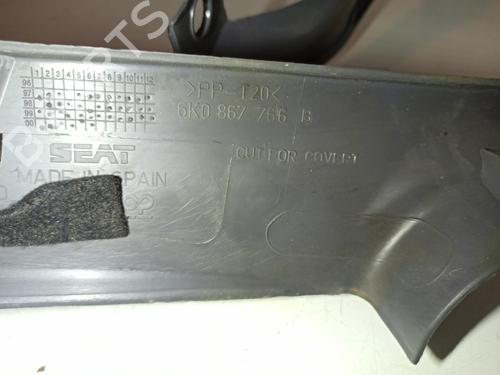 1 2 3 4 5 6 7 8 9 10 11 12
96
97
98
99
00
>PP-T20<
6K0 867 766 B
SEAT
CUT FOR COVER
MADE IN SPAIN